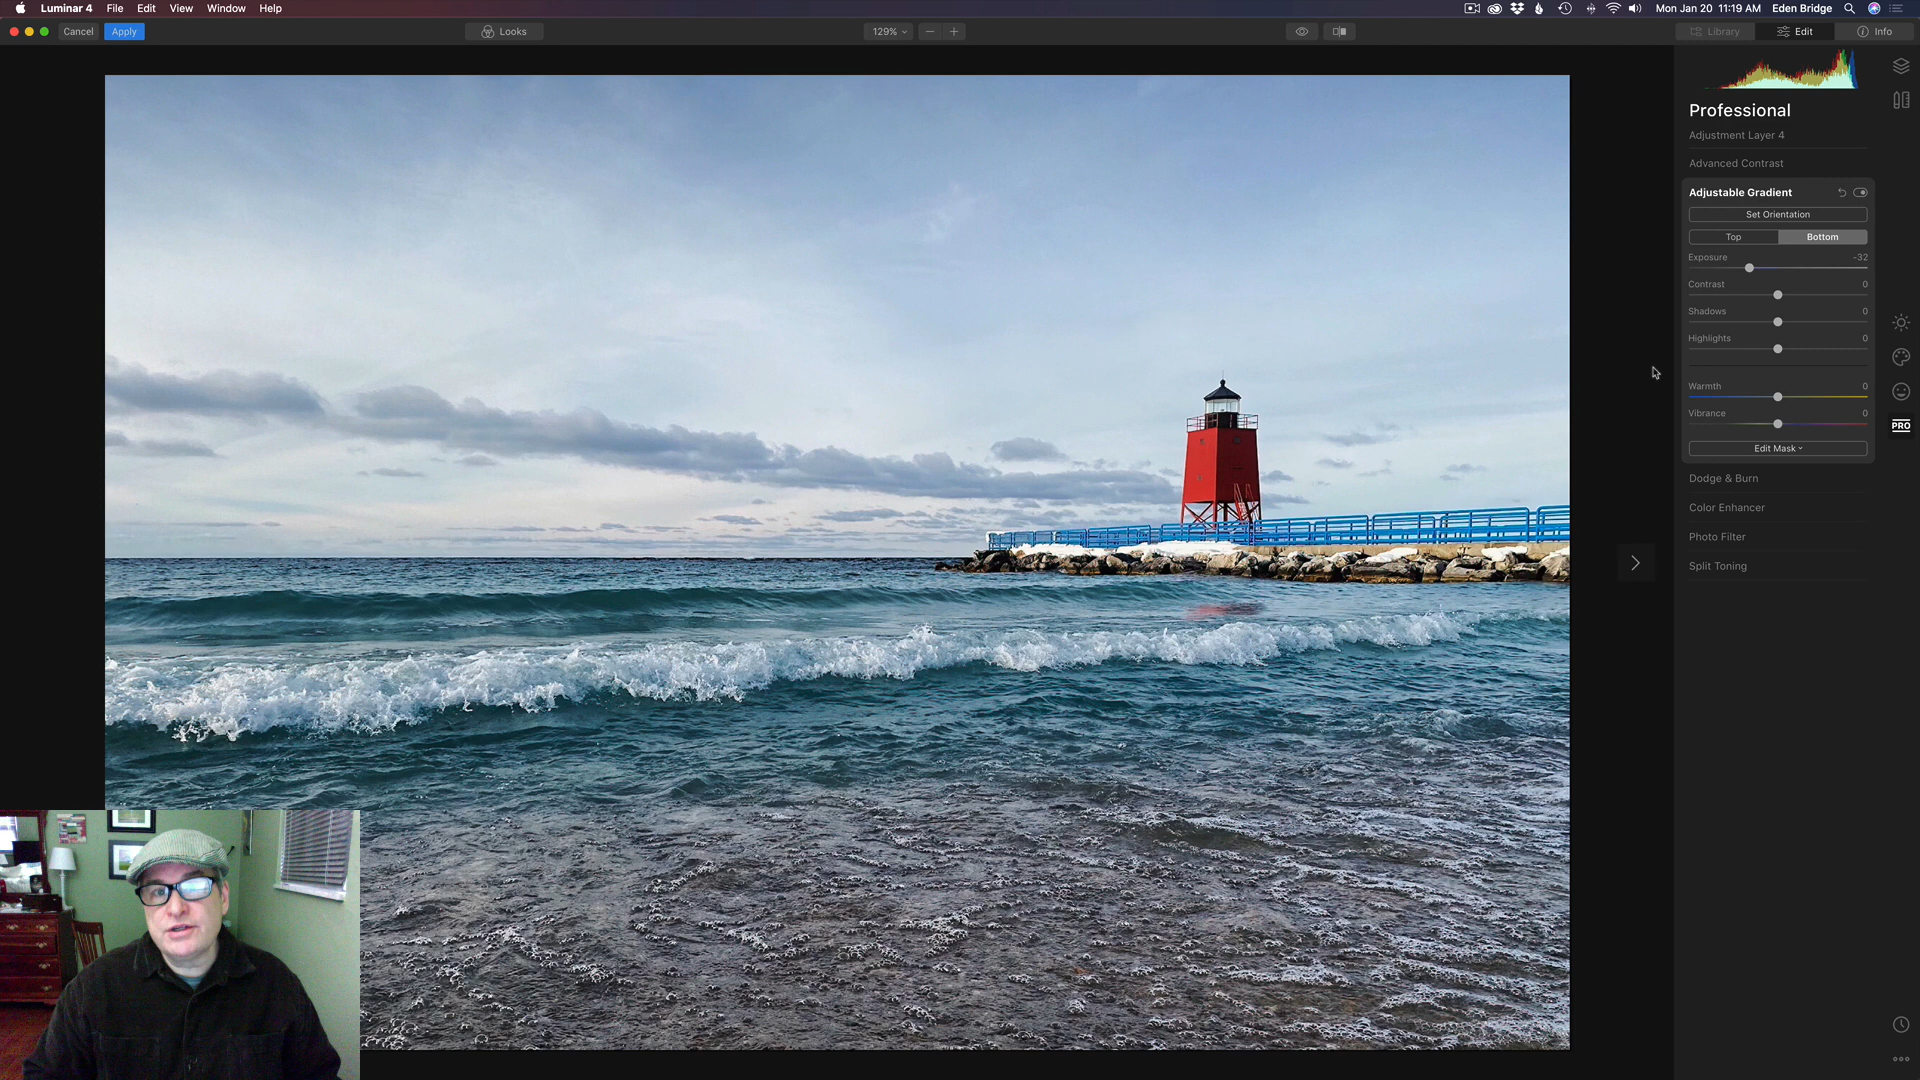 Luminar 4 File Edit View Window Help Mon Jan 20 11:19 AM Eden Bridge
Cancel Apply Looks 129% Library Edit Info
Professional
Adjustment Layer 4
Advanced Contrast
Adjustable Gradient
Set Orientation
Top Bottom
Exposure -32
Contrast 0
Shadows 0
Highlights 0
Warmth 0
Vibrance 0
PRO
Edit Mask
Dodge & Burn
Color Enhancer
Photo Filter
Split Toning